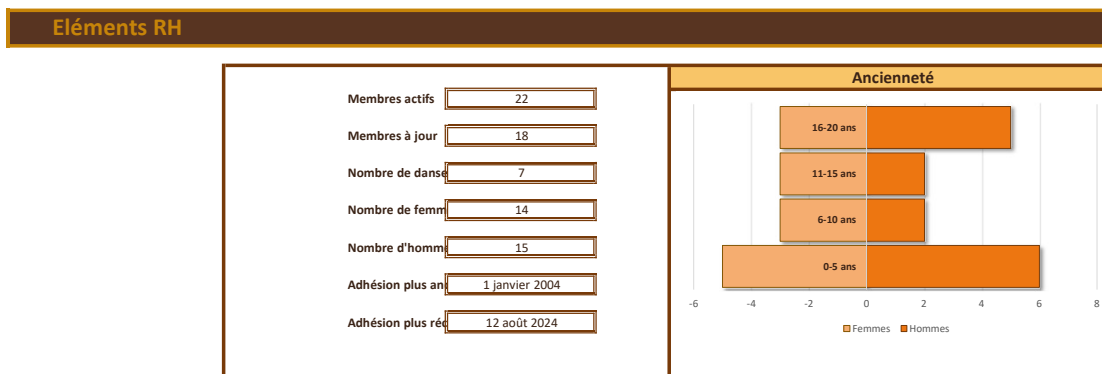 Eléments RH
Membres actifs 22
Membres à jour 18
Nombre de danse 7
Nombre de femm 14
Nombre d'homm 15
Adhésion plus an 1 janvier 2004
Adhésion plus réc 12 août 2024
Ancienneté
16-20 ans
11-15 ans
6-10 ans
0-5 ans
-6 -4 -2 0 2 4 6 8
Femmes Hommes